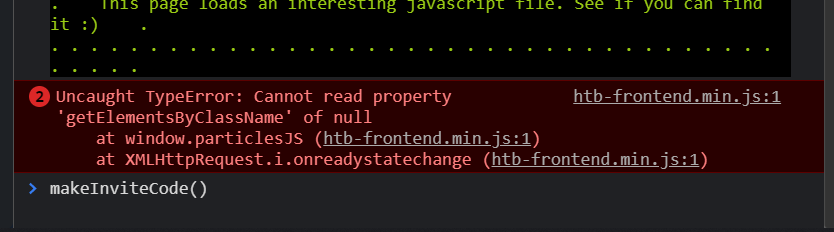 .    This page loads an interesting javascript file. See if you can find
it :)    .
. . . . . . . . . . . . . . . . . . . . . . . . . . . . . . . . . . . . . . . .
. . . . .
2 Uncaught TypeError: Cannot read property htb-frontend.min.js:1
'getElementsByClassName' of null
at window.particlesJS (htb-frontend.min.js:1)
at XMLHttpRequest.i.onreadystatechange (htb-frontend.min.js:1)
> makeInviteCode()